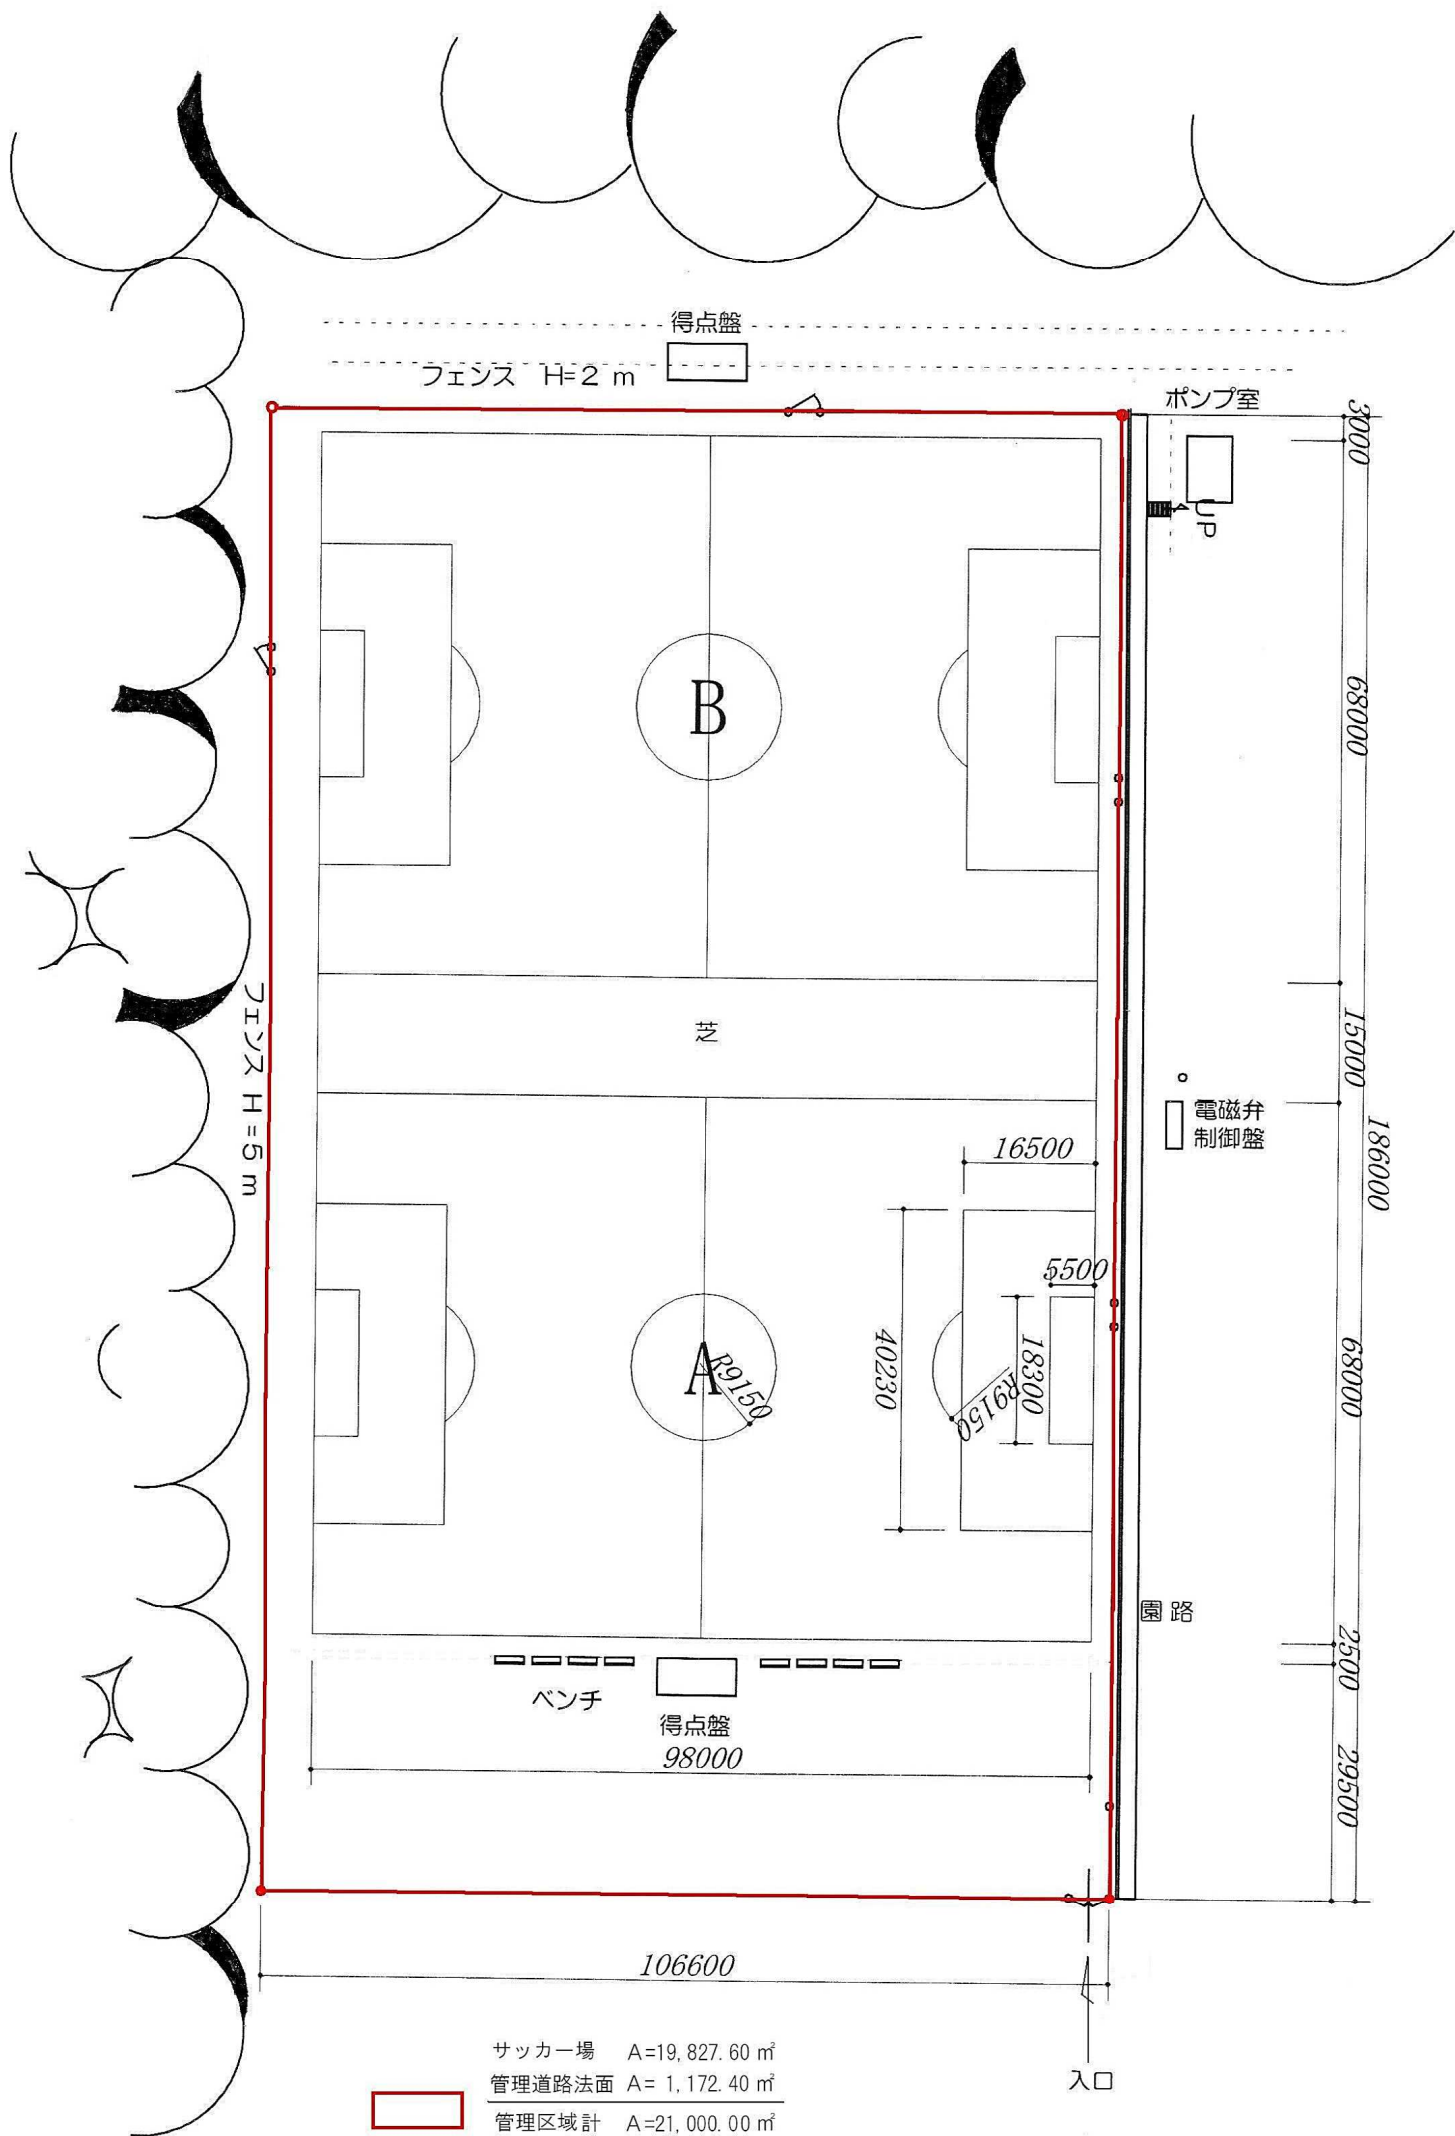 得点盤
フェンス H=2 m
ポンプ室
3000
UP
68000
B
15000
芝
フェンス H=5 m
電磁弁
制御盤
186000
16500
5500
40230
18300
R9150
A
R9150
68000
園路
2500
ベンチ
得点盤
98000
29500
106600
入口
サッカー場 A=19,827.60 ㎡
管理道路法面 A= 1,172.40 ㎡
管理区域計 A=21,000.00 ㎡